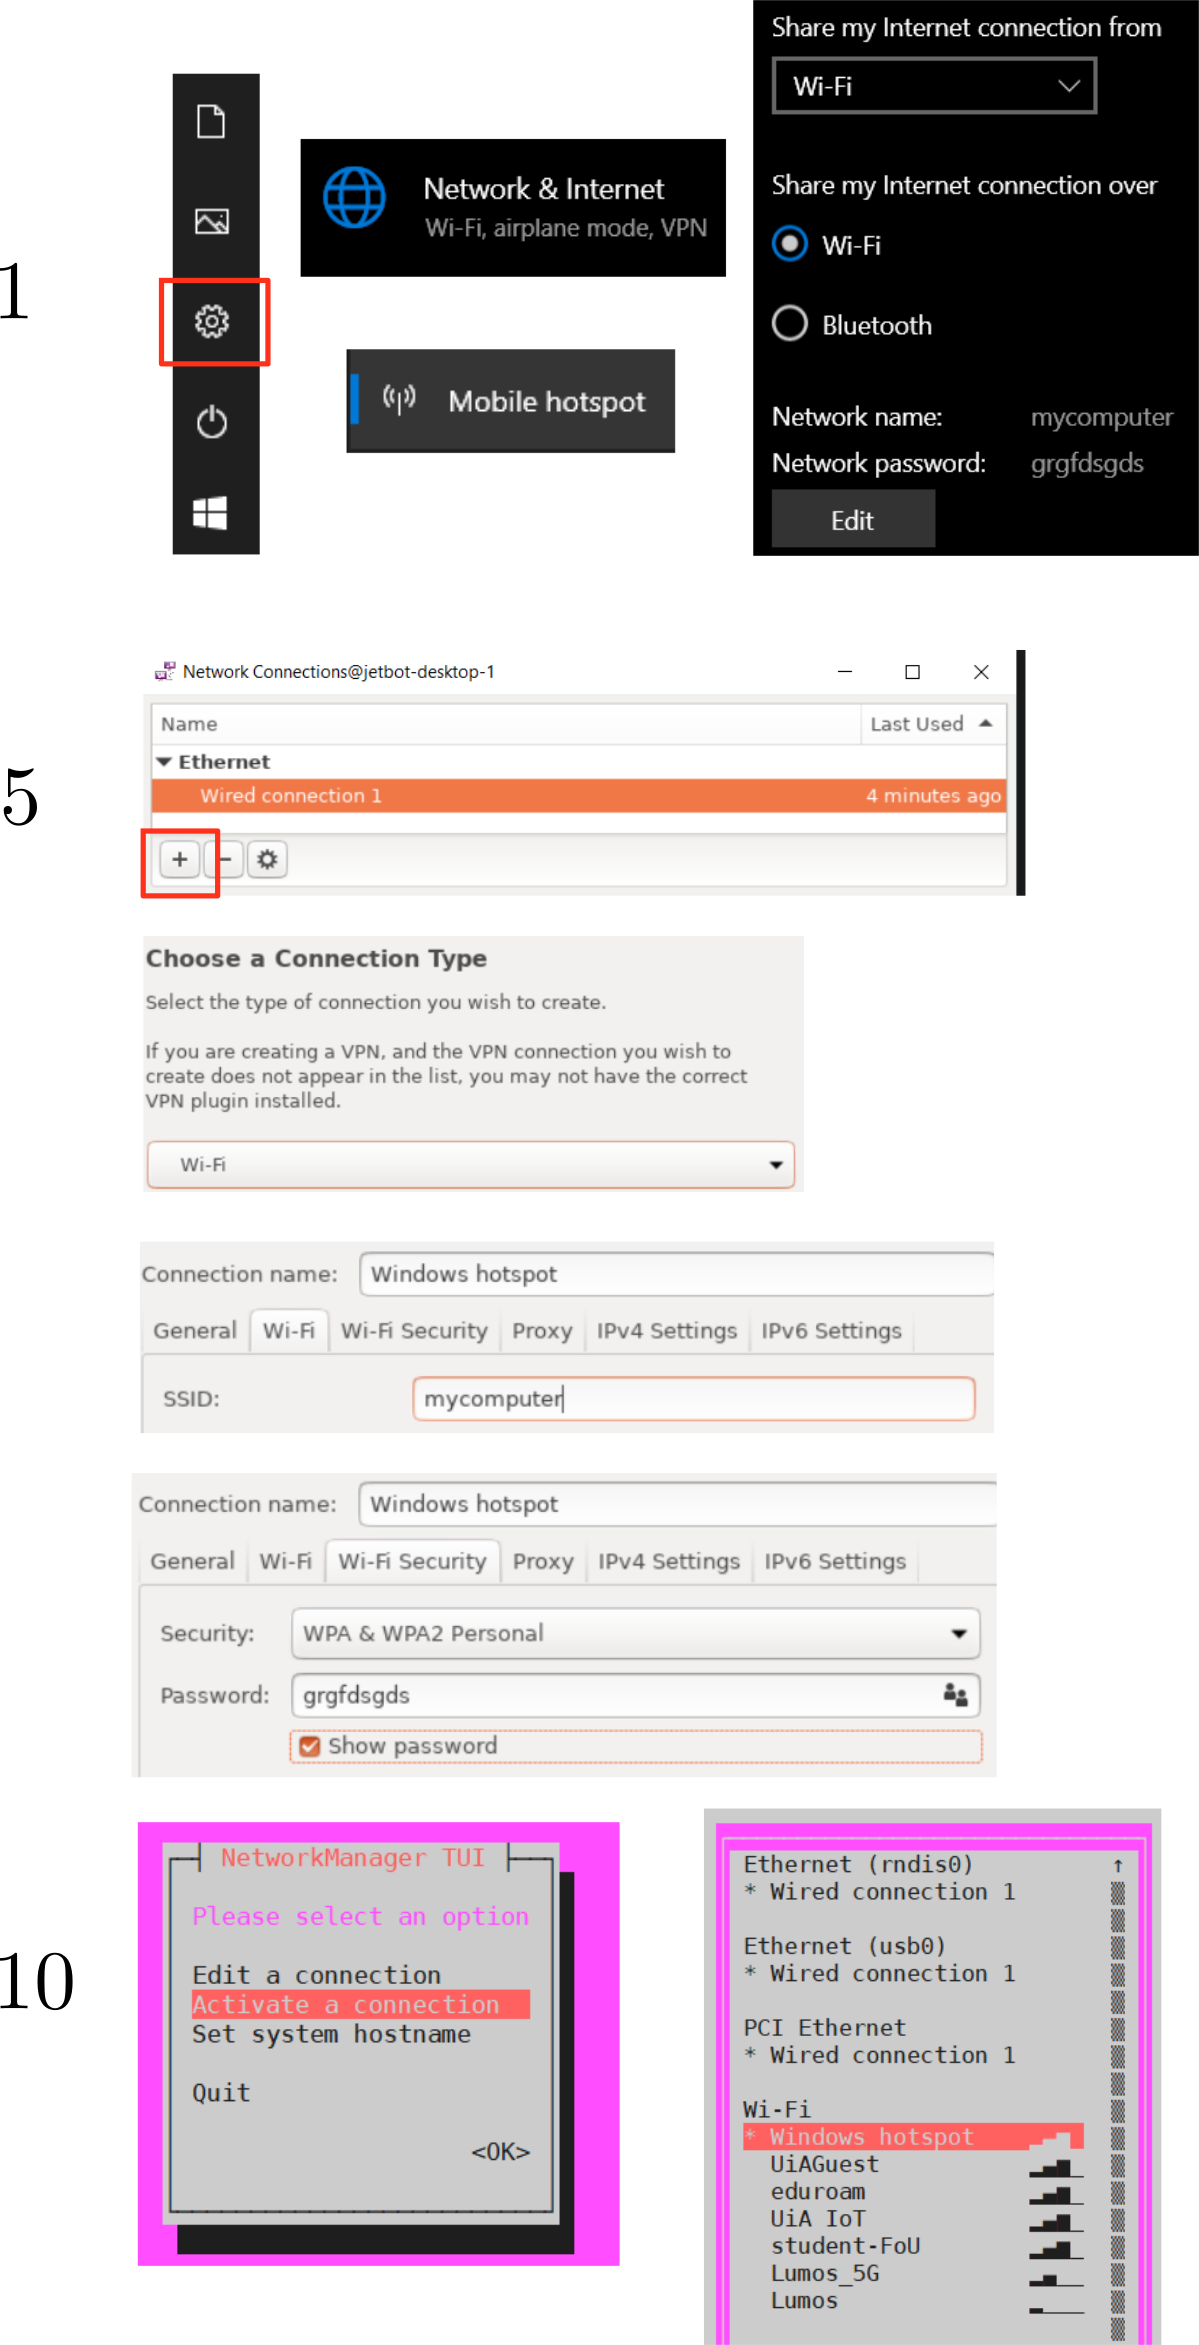 Share my Internet connection from
Wi-Fi
Network & Internet
Wi-Fi, airplane mode, VPN
Share my Internet connection over
Wi-Fi
Bluetooth
1
Mobile hotspot
Network name: mycomputer
Network password: grgfdsgds
Edit
Network Connections@jetbot-desktop-1
Name Last Used
Ethernet
Wired connection 1 4 minutes ago
5
Choose a Connection Type
Select the type of connection you wish to create.
If you are creating a VPN, and the VPN connection you wish to
create does not appear in the list, you may not have the correct
VPN plugin installed.
Wi-Fi
Connection name: Windows hotspot
General Wi-Fi Wi-Fi Security Proxy IPv4 Settings IPv6 Settings
SSID: mycomputer
Connection name: Windows hotspot
General Wi-Fi Wi-Fi Security Proxy IPv4 Settings IPv6 Settings
Security: WPA & WPA2 Personal
Password: grgfdsgds
Show password
10
NetworkManager TUI
Please select an option
Edit a connection
Activate a connection
Set system hostname
Quit
<OK>
Ethernet (rndis0) ↑
* Wired connection 1
Ethernet (usb0)
* Wired connection 1
PCI Ethernet
* Wired connection 1
Wi-Fi
* Windows hotspot
UiAGuest
eduroam
UiA IoT
student-FoU
Lumos_5G
Lumos